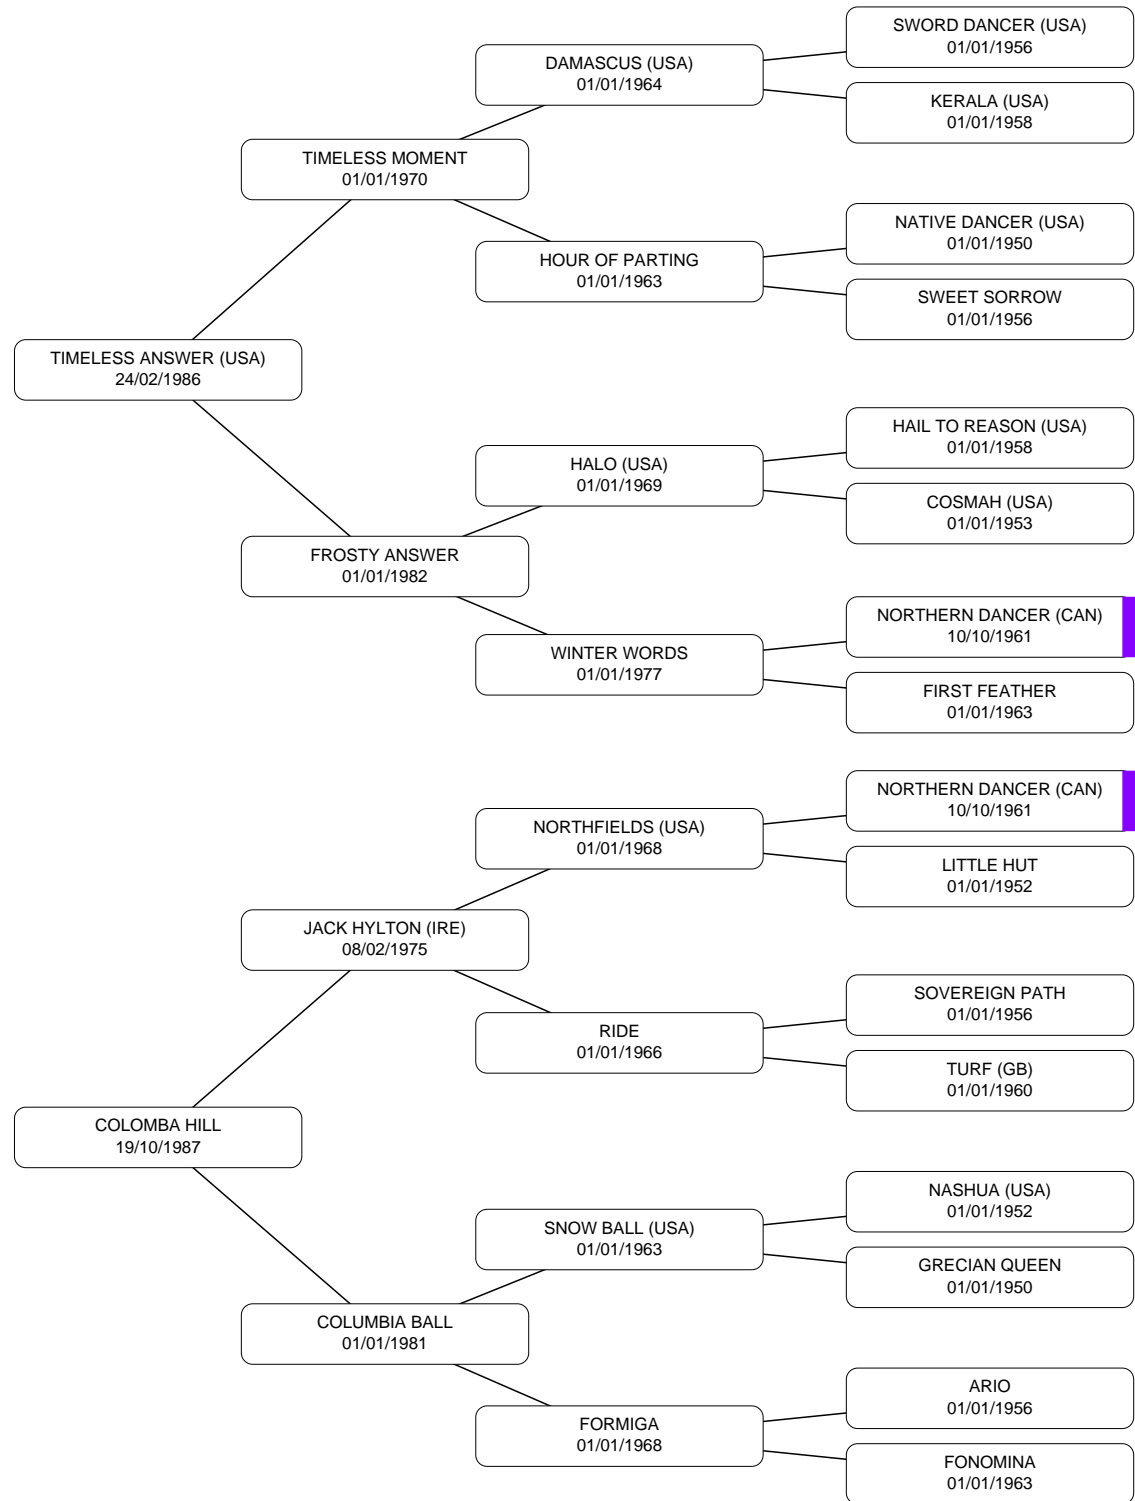 SWORD DANCER (USA)
01/01/1956
DAMASCUS (USA)
01/01/1964
KERALA (USA)
01/01/1958
TIMELESS MOMENT
01/01/1970
NATIVE DANCER (USA)
01/01/1950
HOUR OF PARTING
01/01/1963
SWEET SORROW
01/01/1956
TIMELESS ANSWER (USA)
24/02/1986
HAIL TO REASON (USA)
01/01/1958
HALO (USA)
01/01/1969
COSMAH (USA)
01/01/1953
FROSTY ANSWER
01/01/1982
NORTHERN DANCER (CAN)
10/10/1961
WINTER WORDS
01/01/1977
FIRST FEATHER
01/01/1963
NORTHERN DANCER (CAN)
10/10/1961
NORTHFIELDS (USA)
01/01/1968
LITTLE HUT
01/01/1952
JACK HYLTON (IRE)
08/02/1975
SOVEREIGN PATH
01/01/1956
RIDE
01/01/1966
TURF (GB)
01/01/1960
COLOMBA HILL
19/10/1987
NASHUA (USA)
01/01/1952
SNOW BALL (USA)
01/01/1963
GRECIAN QUEEN
01/01/1950
COLUMBIA BALL
01/01/1981
ARIO
01/01/1956
FORMIGA
01/01/1968
FONOMINA
01/01/1963